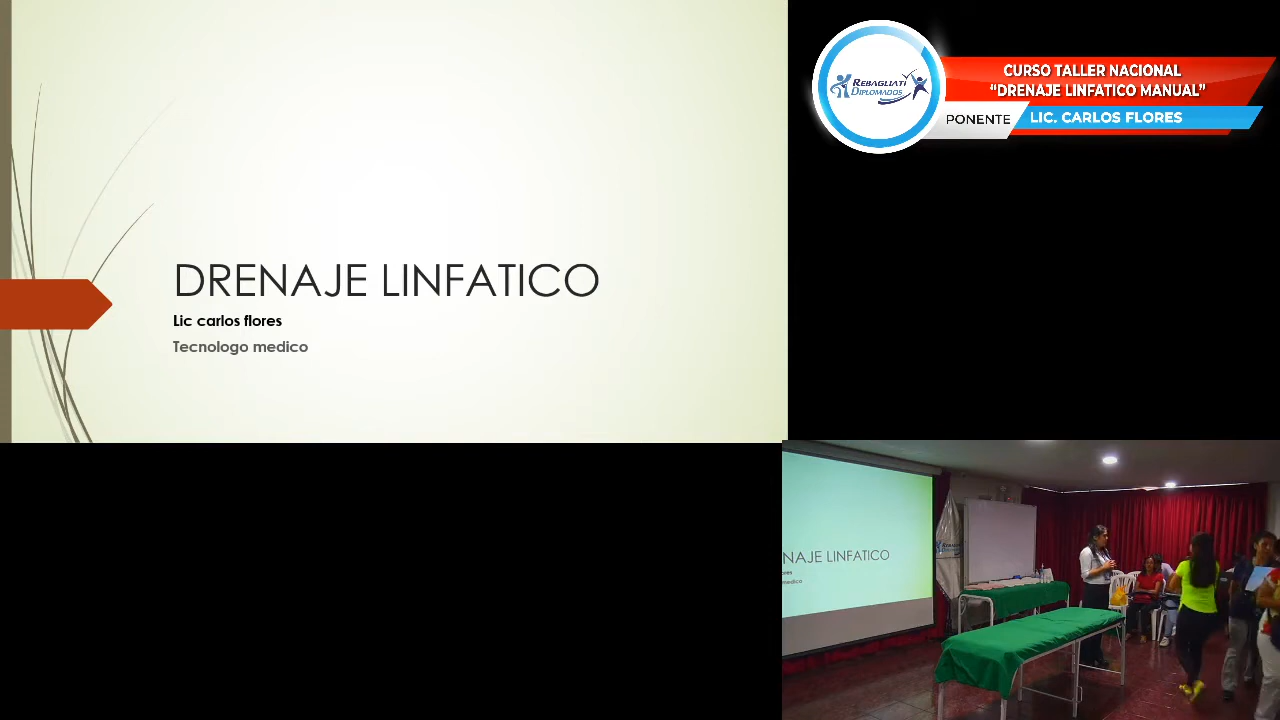 DRENAJE LINFATICO
Lic carlos flores
Tecnologo medico
REBAGLIATI
DIPLOMADOS
CURSO TALLER NACIONAL
“DRENAJE LINFATICO MANUAL”
PONENTE
LIC. CARLOS FLORES
NAJE LINFATICO